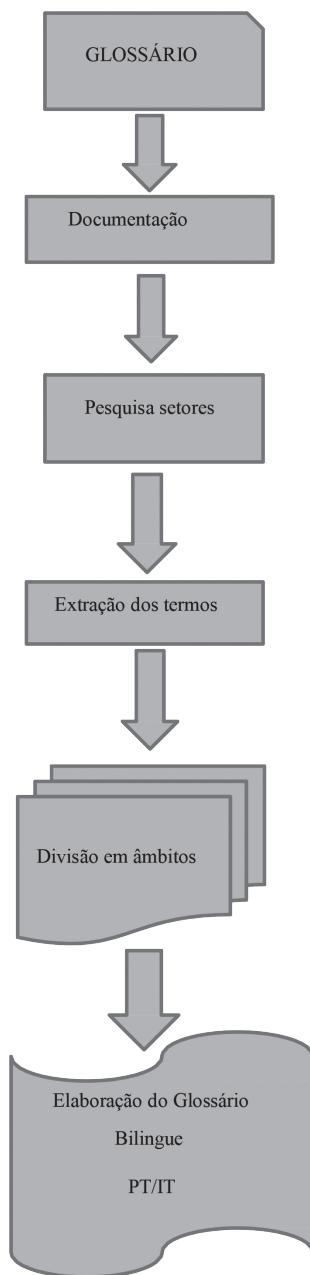 GLOSSÁRIO
Documentação
Pesquisa setores
Extração dos termos
Divisão em âmbitos
Elaboração do Glossário
Bilingue
PT/IT